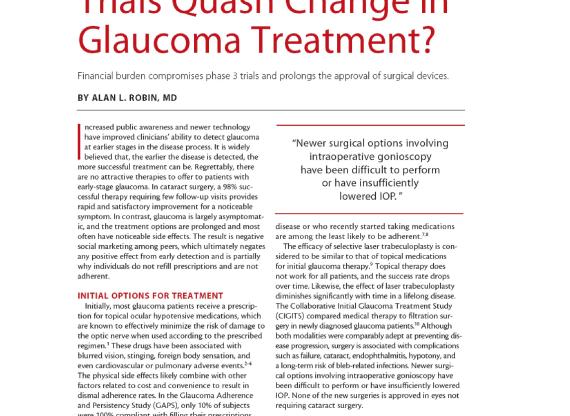 Trials Quash Change in
Glaucoma Treatment?
Financial burden compromises phase 3 trials and prolongs the approval of surgical devices.
BY ALAN L. ROBIN, MD
Increased public awareness and newer technology
have improved clinicians' ability to detect glaucoma
at earlier stages in the disease process. It is widely
believed that, the earlier the disease is detected, the
more successful treatment can be. Regrettably, there
are no attractive therapies to offer to patients with
early-stage glaucoma. In cataract surgery, a 98% suc-
cessful therapy requiring few follow-up visits provides
rapid and satisfactory improvement for a noticeable
symptom. In contrast, glaucoma is largely asymptomat-
ic, and the treatment options are prolonged and most
often have noticeable side effects. The result is negative
social marketing among peers, which ultimately negates
any positive effect from early detection and is partially
why individuals do not refill prescriptions and are not
adherent.
INITIAL OPTIONS FOR TREATMENT
Initially, most glaucoma patients receive a prescrip-
tion for topical ocular hypotensive medications, which
are known to effectively minimize the risk of damage to
the optic nerve when used according to the prescribed
regimen.¹ These drugs have been associated with
blurred vision, stinging, foreign body sensation, and
even cardiovascular or pulmonary adverse events.²⁻⁶
The physical side effects likely combine with other
factors related to cost and convenience to result in
dismal adherence rates. In the Glaucoma Adherence
and Persistency Study (GAPS), only 10% of subjects
were 100% compliant with filling their prescriptions
"Newer surgical options involving
intraoperative gonioscopy
have been difficult to perform
or have insufficiently
lowered IOP."
disease or who recently started taking medications
are among the least likely to be adherent.⁷,⁸
The efficacy of selective laser trabeculoplasty is con-
sidered to be similar to that of topical medications
for initial glaucoma therapy.⁹ Topical therapy does
not work for all patients, and the success rate drops
over time. Likewise, the effect of laser trabeculoplasty
diminishes significantly with time in a lifelong disease.
The Collaborative Initial Glaucoma Treatment Study
(CIGITS) compared medical therapy to filtration sur-
gery in newly diagnosed glaucoma patients.¹⁰ Although
both modalities were comparably adept at preventing dis-
ease progression, surgery is associated with complications
such as failure, cataract, endophthalmitis, hypotony, and
a long-term risk of bleb-related infections. Newer surgi-
cal options involving intraoperative gonioscopy have
been difficult to perform or have insufficiently lowered
IOP. None of the new surgeries is approved in eyes not
requiring cataract surgery.